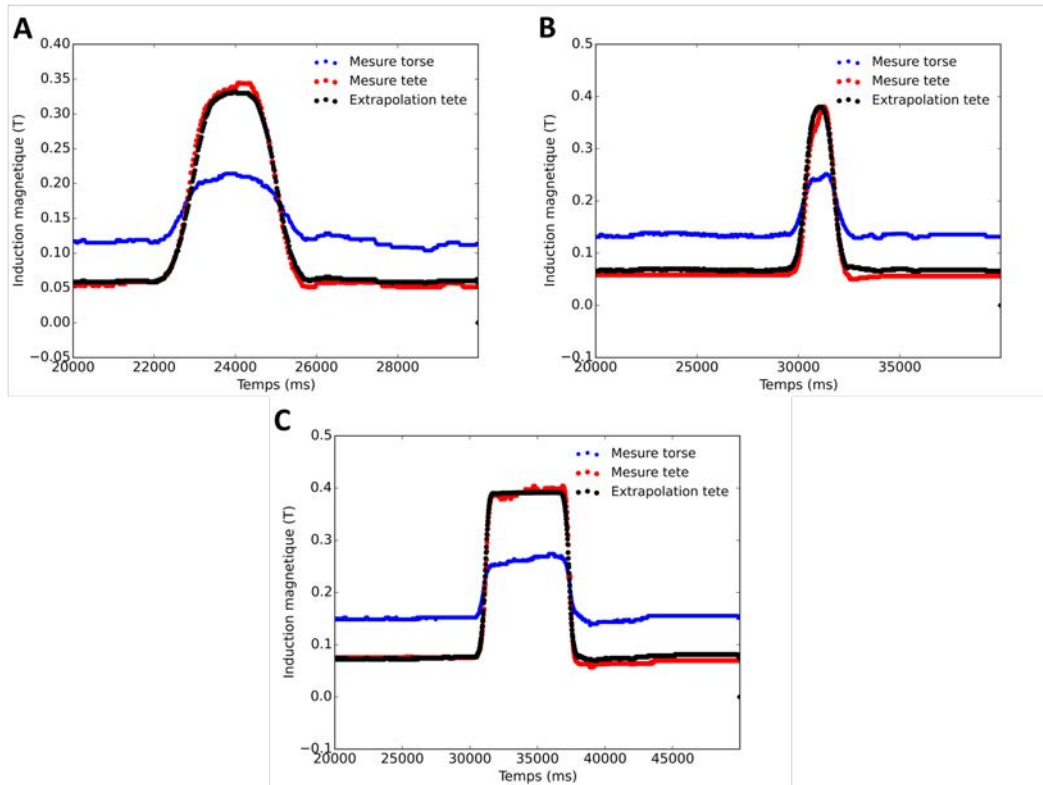 A
Induction magnetique (T)
0.40
0.35
0.30
0.25
0.20
0.15
0.10
0.05
0.00
−0.05
20000 22000 24000 26000 28000
Temps (ms)
Mesure torse
Mesure tete
Extrapolation tete
B
Induction magnetique (T)
0.5
0.4
0.3
0.2
0.1
0.0
−0.1
20000 25000 30000 35000
Temps (ms)
Mesure torse
Mesure tete
Extrapolation tete
C
Induction magnetique (T)
0.5
0.4
0.3
0.2
0.1
0.0
−0.1
20000 25000 30000 35000 40000 45000
Temps (ms)
Mesure torse
Mesure tete
Extrapolation tete